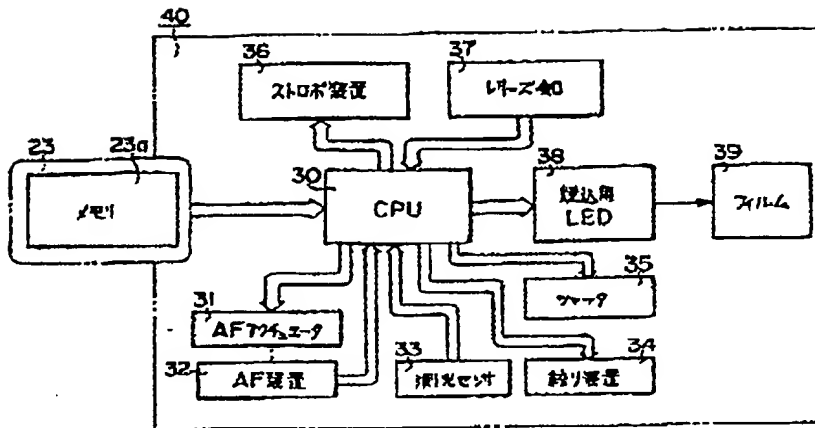 40
36
ストロボ装置
37
レリーズ釦
23
23a
メモリ
30
CPU
38
焼込用
LED
39
フィルム
35
シャッタ
31
AFアクチュエータ
32
AF装置
33
測光センサ
34
絞り装置